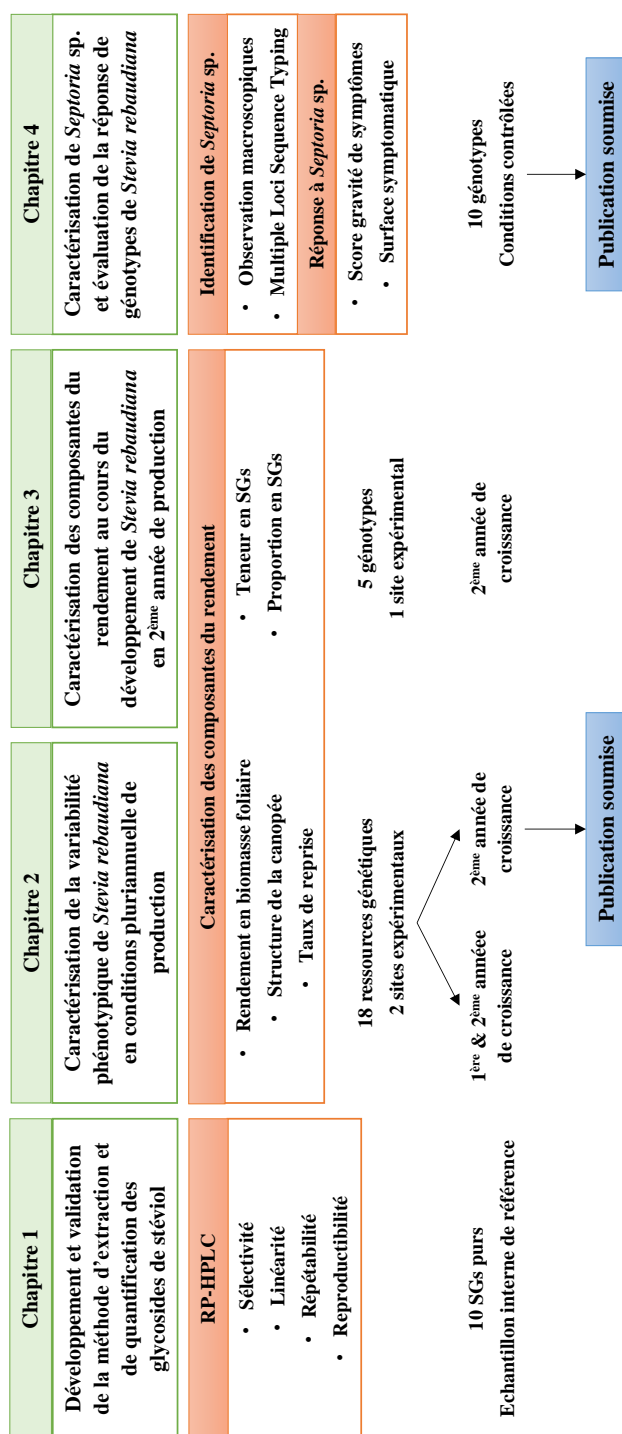 Chapitre 1
Développement et validation
de la méthode d'extraction et
de quantification des
glycosides de stéviol
RP-HPLC
• Sélectivité
• Linéarité
• Répétabilité
• Reproductibilité
10 SGs purs
Echantillon interne de référence
Chapitre 2
Caractérisation de la variabilité
phénotypique de Stevia rebaudiana
en conditions pluriannuelle de
production
Chapitre 3
Caractérisation des composantes du
rendement au cours du
développement de Stevia rebaudiana
en 2ème année de production
Caractérisation des composantes du rendement
• Rendement en biomasse foliaire
• Structure de la canopée
• Taux de reprise
• Teneur en SGs
• Proportion en SGs
18 ressources génétiques
2 sites expérimentaux
1ère & 2ème annéee
de croissance
2ème année de
croissance
Publication soumise
5 génotypes
1 site expérimental
2ème année de
croissance
Chapitre 4
Caractérisation de Septoria sp.
et évaluation de la réponse de
génotypes de Stevia rebaudiana
Identification de Septoria sp.
• Observation macroscopiques
• Multiple Loci Sequence Typing
Réponse à Septoria sp.
• Score gravité de symptômes
• Surface symptomatique
10 génotypes
Conditions contrôlées
Publication soumise